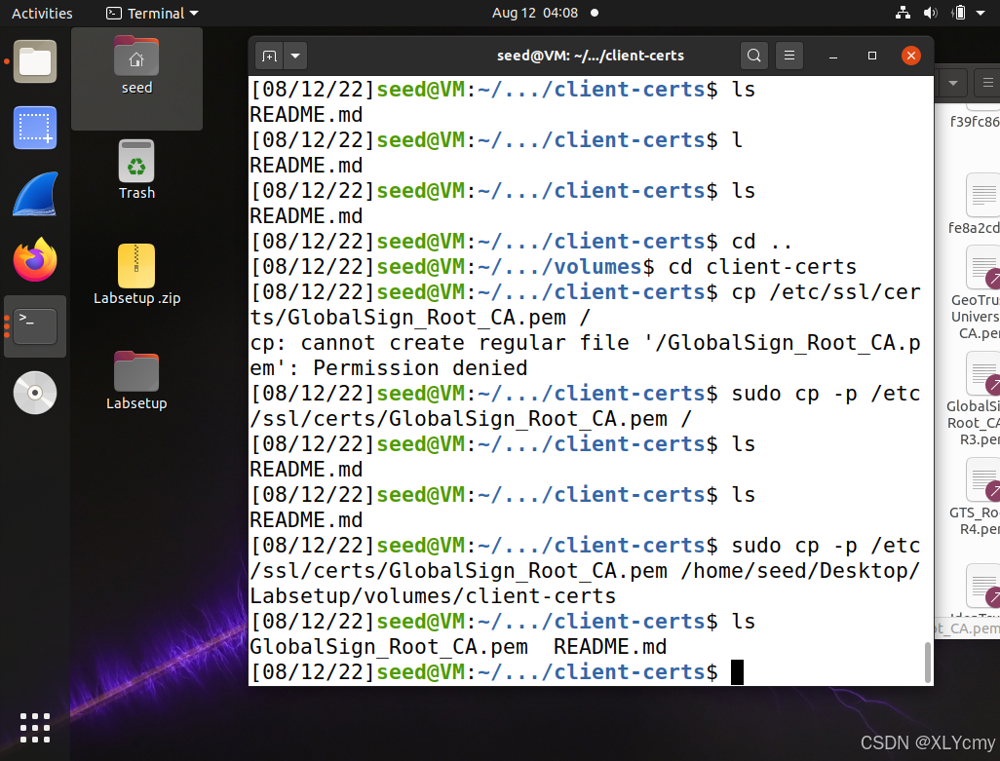 Activities
Terminal
Aug 12 04:08
seed
Trash
Labsetup .zip
Labsetup
seed@VM: ~/.../client-certs
[08/12/22]seed@VM:~/.../client-certs$ ls
README.md
[08/12/22]seed@VM:~/.../client-certs$ l
README.md
[08/12/22]seed@VM:~/.../client-certs$ ls
README.md
[08/12/22]seed@VM:~/.../client-certs$ cd ..
[08/12/22]seed@VM:~/.../volumes$ cd client-certs
[08/12/22]seed@VM:~/.../client-certs$ cp /etc/ssl/cer
ts/GlobalSign_Root_CA.pem /
cp: cannot create regular file '/GlobalSign_Root_CA.p
em': Permission denied
[08/12/22]seed@VM:~/.../client-certs$ sudo cp -p /etc
/ssl/certs/GlobalSign_Root_CA.pem /
[08/12/22]seed@VM:~/.../client-certs$ ls
README.md
[08/12/22]seed@VM:~/.../client-certs$ ls
README.md
[08/12/22]seed@VM:~/.../client-certs$ sudo cp -p /etc
/ssl/certs/GlobalSign_Root_CA.pem /home/seed/Desktop/
Labsetup/volumes/client-certs
[08/12/22]seed@VM:~/.../client-certs$ ls
GlobalSign_Root_CA.pem  README.md
[08/12/22]seed@VM:~/.../client-certs$
f39fc86
fe8a2cd
GeoTrus
Univers
CA.pem
GlobalSi
Root_CA
R3.pem
GTS_Ro
R4.pem
ot_CA.pem
CSDN @XLYcmy